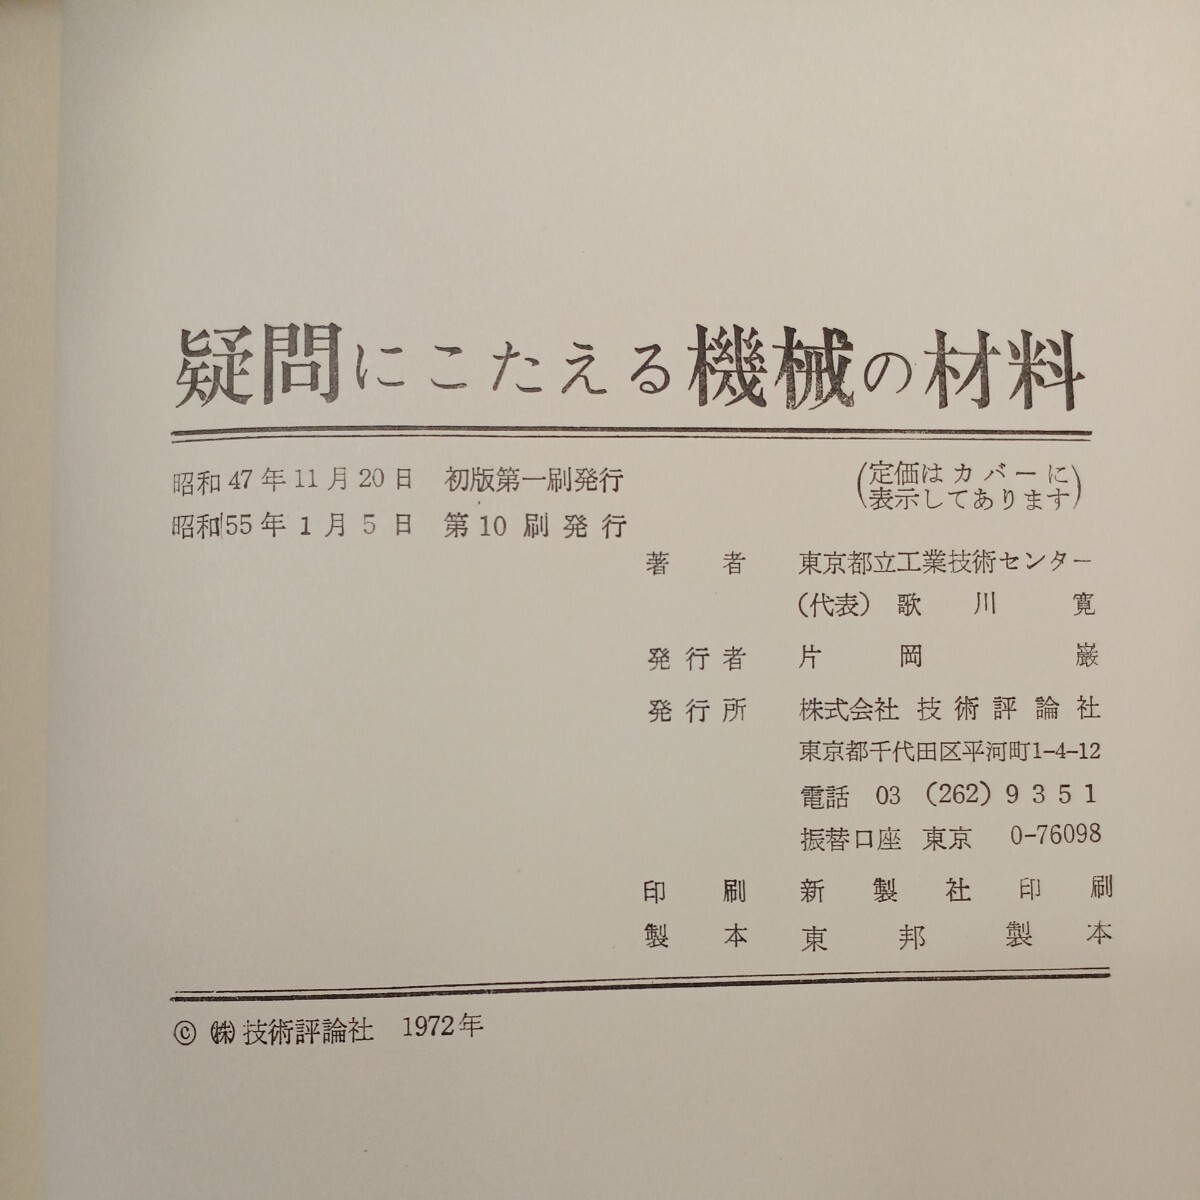 疑問にこたえる機械の材料
昭和47年11月20日 初版第一刷発行
昭和55年1月5日 第10刷発行
(定価はカバーに
表示してあります)
著者 東京都立工業技術センター
(代表) 歌川 寛
発行者 片岡 巌
発行所 株式会社 技術評論社
東京都千代田区平河町1-4-12
電話 03 (262) 9351
振替口座 東京 0-76098
印刷 新製社印刷
製本 東邦製本
© ㈱ 技術評論社 1972年